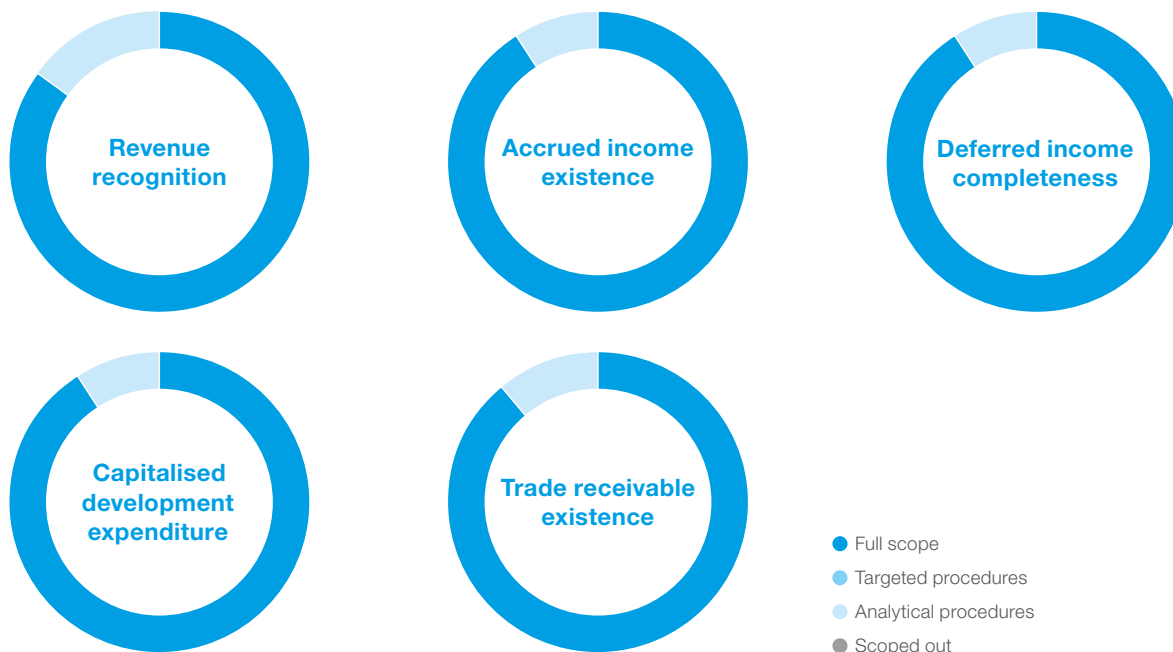 Revenue
recognition
Accrued income
existence
Deferred income
completeness
Capitalised
development
expenditure
Trade receivable
existence
Full scope
Targeted procedures
Analytical procedures
Scoped out